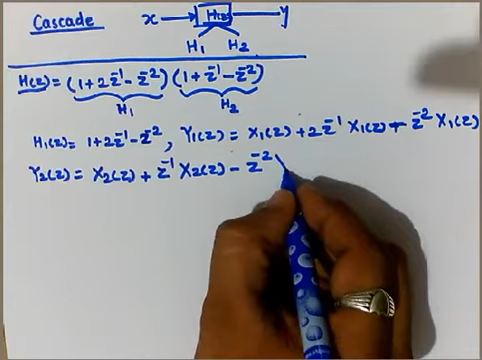 Cascade x → H(z) y
H₁ H₂
H(z) = (1 + 2z⁻¹ - z⁻²) (1 + z⁻¹ - z⁻²)
H₁ H₂
H₁(z) = 1 + 2z⁻¹ - z⁻² , Y₁(z) = X₁(z) + 2z⁻¹ X₁(z) - z⁻² X₁(z)
Y₂(z) = X₂(z) + z⁻¹ X₂(z) - z⁻²